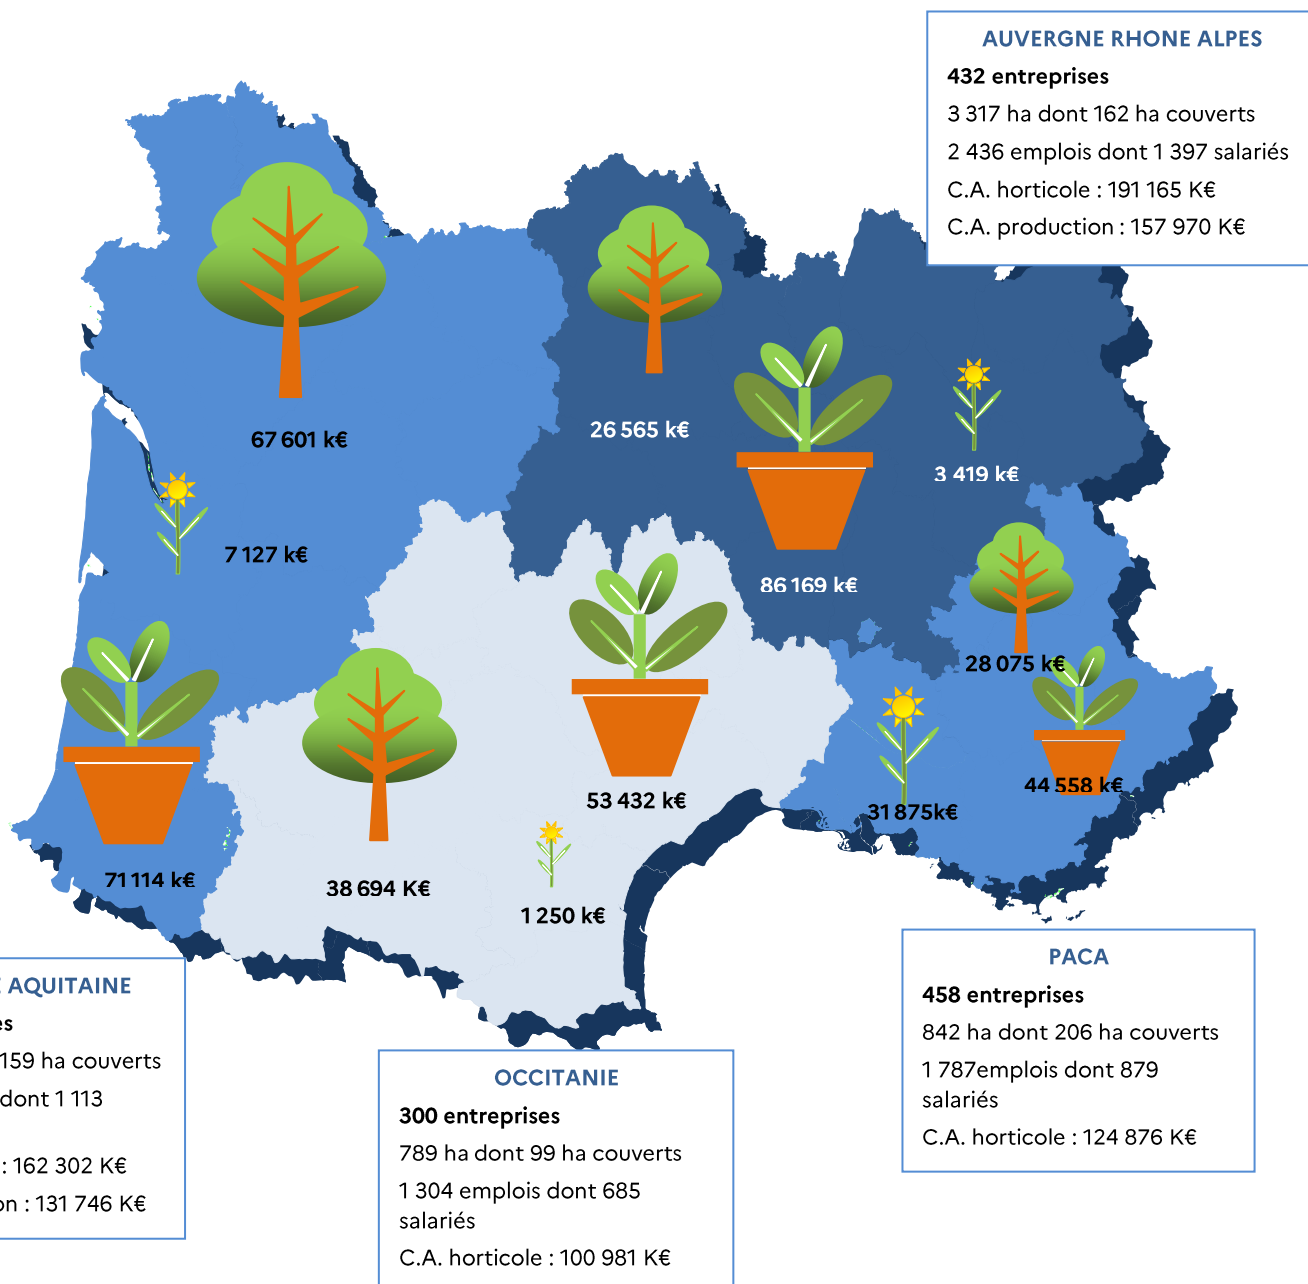 AUVERGNE RHONE ALPES
432 entreprises
3 317 ha dont 162 ha couverts
2 436 emplois dont 1 397 salariés
C.A. horticole : 191 165 K€
C.A. production : 157 970 K€
67 601 k€
26 565 k€
3 419 k€
7 127 k€
86 169 k€
28 075 k€
44 558 k€
53 432 k€
31 875k€
71 114 k€
38 694 K€
1 250 k€
E AQUITAINE
es
159 ha couverts
dont 1 113
: 162 302 K€
on : 131 746 K€
OCCITANIE
300 entreprises
789 ha dont 99 ha couverts
1 304 emplois dont 685
salariés
C.A. horticole : 100 981 K€
PACA
458 entreprises
842 ha dont 206 ha couverts
1 787emplois dont 879
salariés
C.A. horticole : 124 876 K€